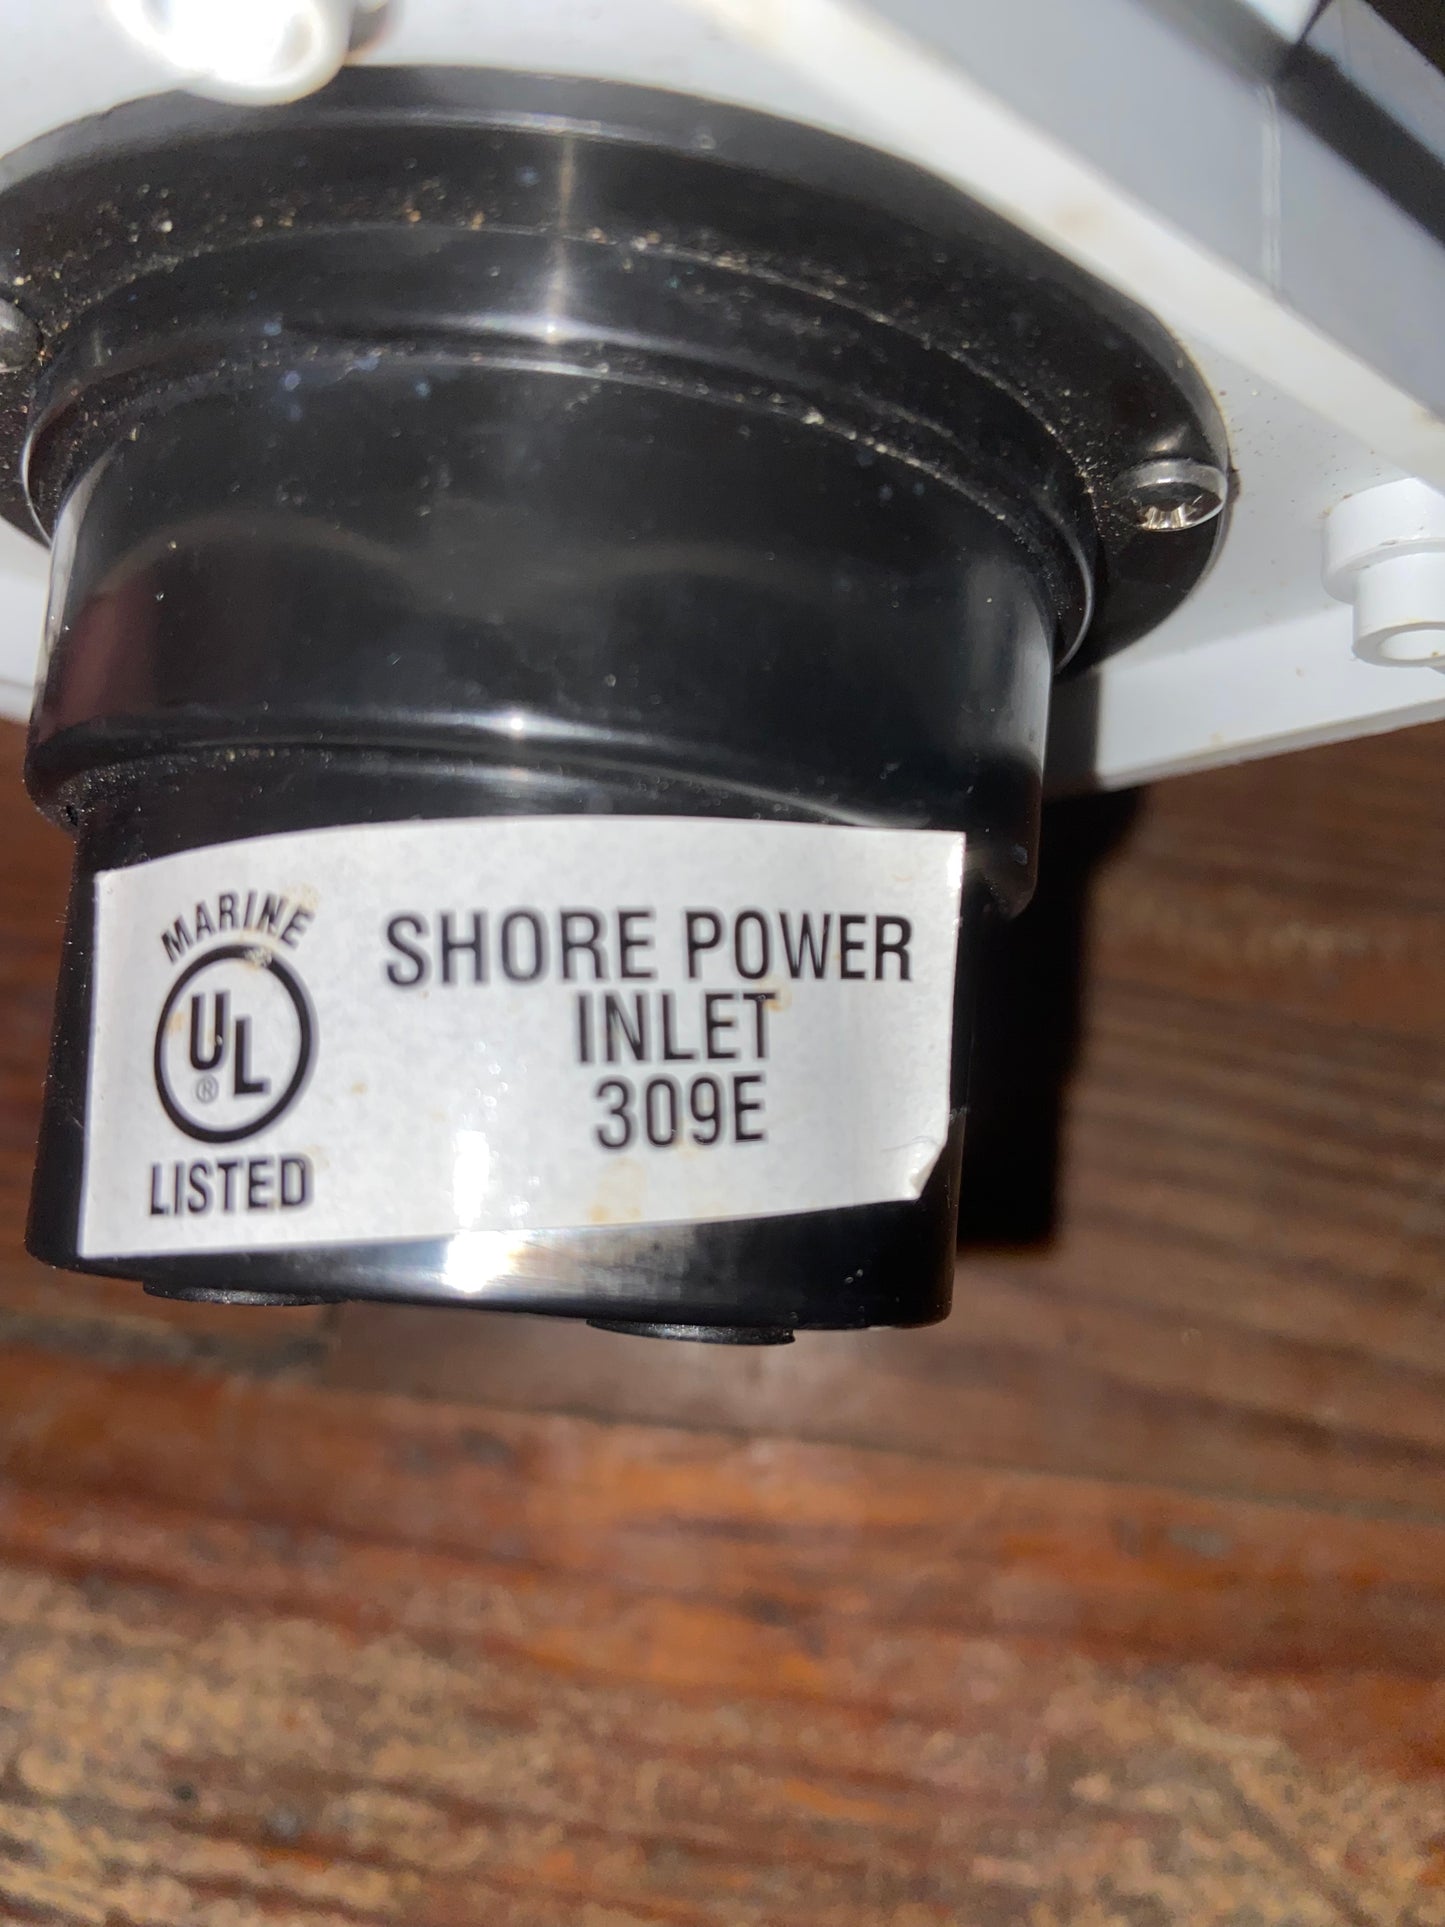 MARINE
UL®
LISTED
SHORE POWER
INLET
309E